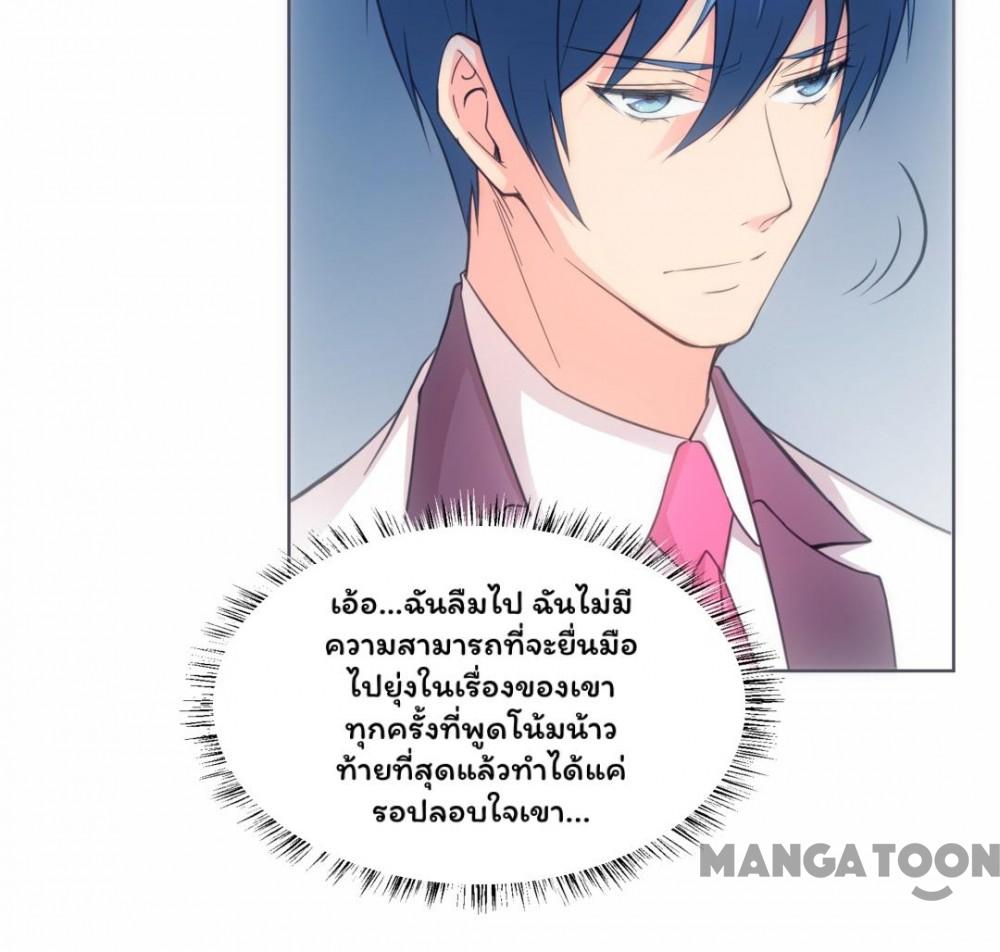 เอ้อ...ฉันลืมไป ฉันไม่มี
ความสามารถที่จะยื่นมือ
ไปยุ่งในเรื่องของเขา
ทุกครั้งที่พูดโน้มน้าว
ท้ายที่สุดแล้วทำได้แค่
รอปลอบใจเขา...
MANGA TOON